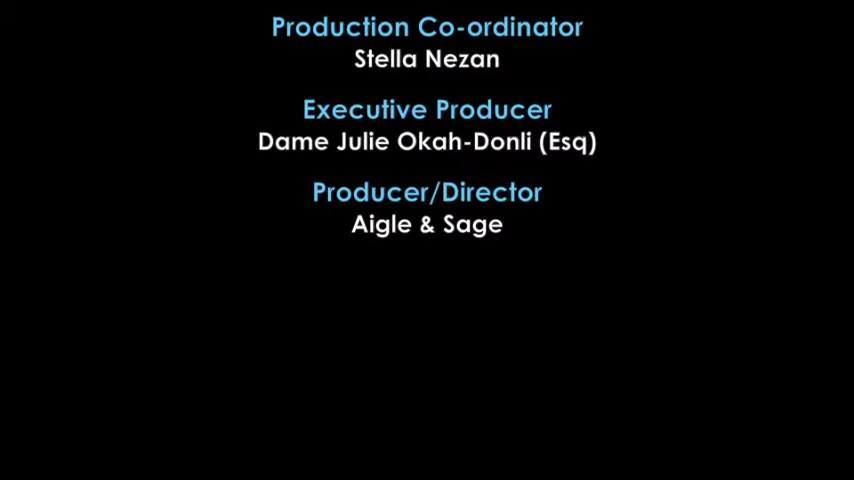 Production Co-ordinator
Stella Nezan
Executive Producer
Dame Julie Okah-Donli (Esq)
Producer/Director
Aigle & Sage